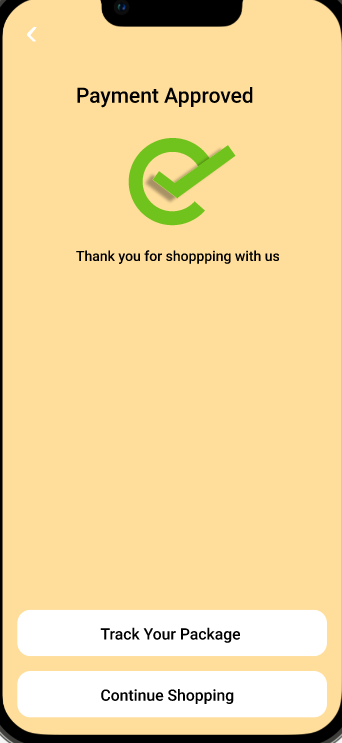 Payment Approved
Thank you for shoppping with us
Track Your Package
Continue Shopping